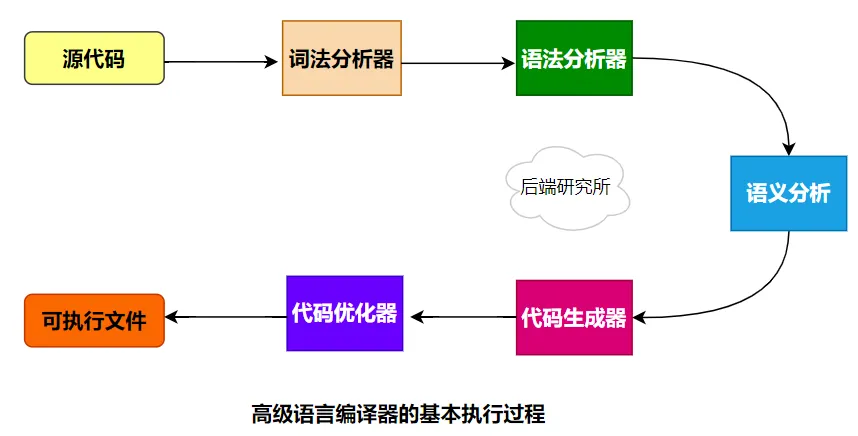 源代码
词法分析器
语法分析器
语义分析
后端研究所
代码生成器
代码优化器
可执行文件
高级语言编译器的基本执行过程